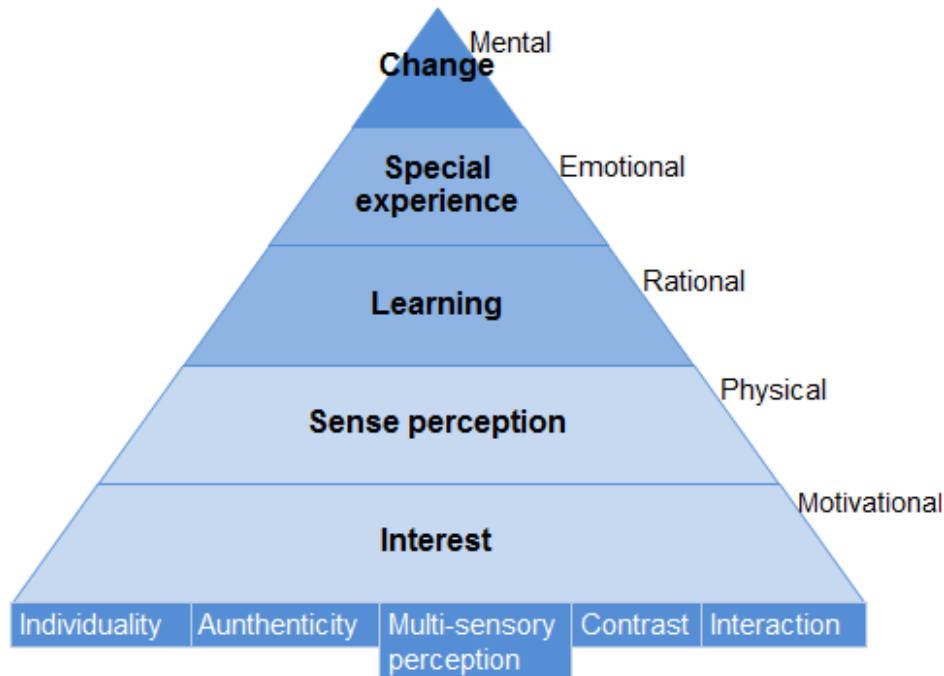 Mental
Change
Special
experience
Emotional
Learning
Rational
Sense perception
Physical
Interest
Motivational
Individuality
Aunthenticity
Multi-sensory
perception
Contrast
Interaction